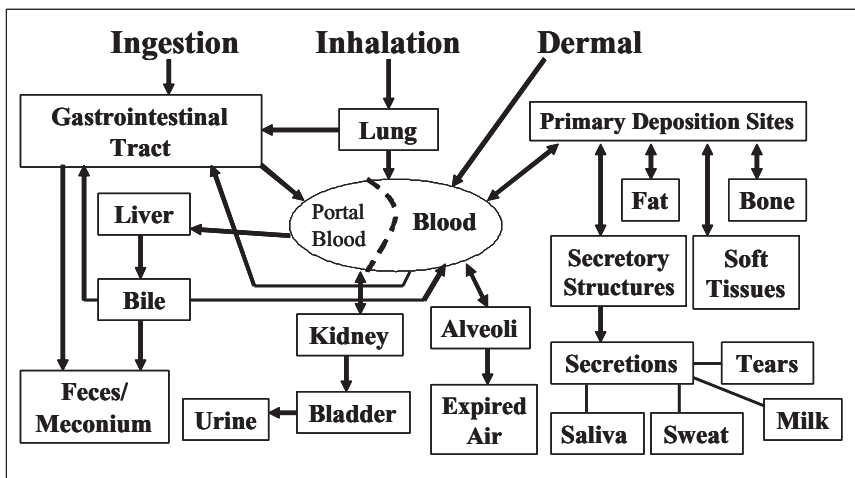 Ingestion
Inhalation
Dermal
Gastrointestinal
Tract
Lung
Primary Deposition Sites
Liver
Portal
Blood
Blood
Fat
Bone
Bile
Secretory
Structures
Soft
Tissues
Kidney
Alveoli
Feces/
Meconium
Urine
Bladder
Expired
Air
Secretions
Tears
Saliva
Sweat
Milk